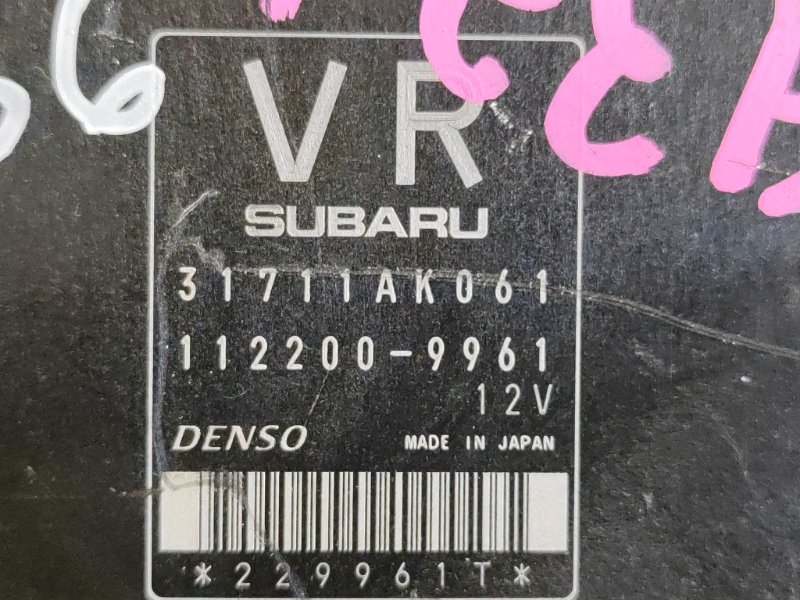 VR
SUBARU
31711AK061
112200-9961
12V
DENSO MADE IN JAPAN
*229961T*